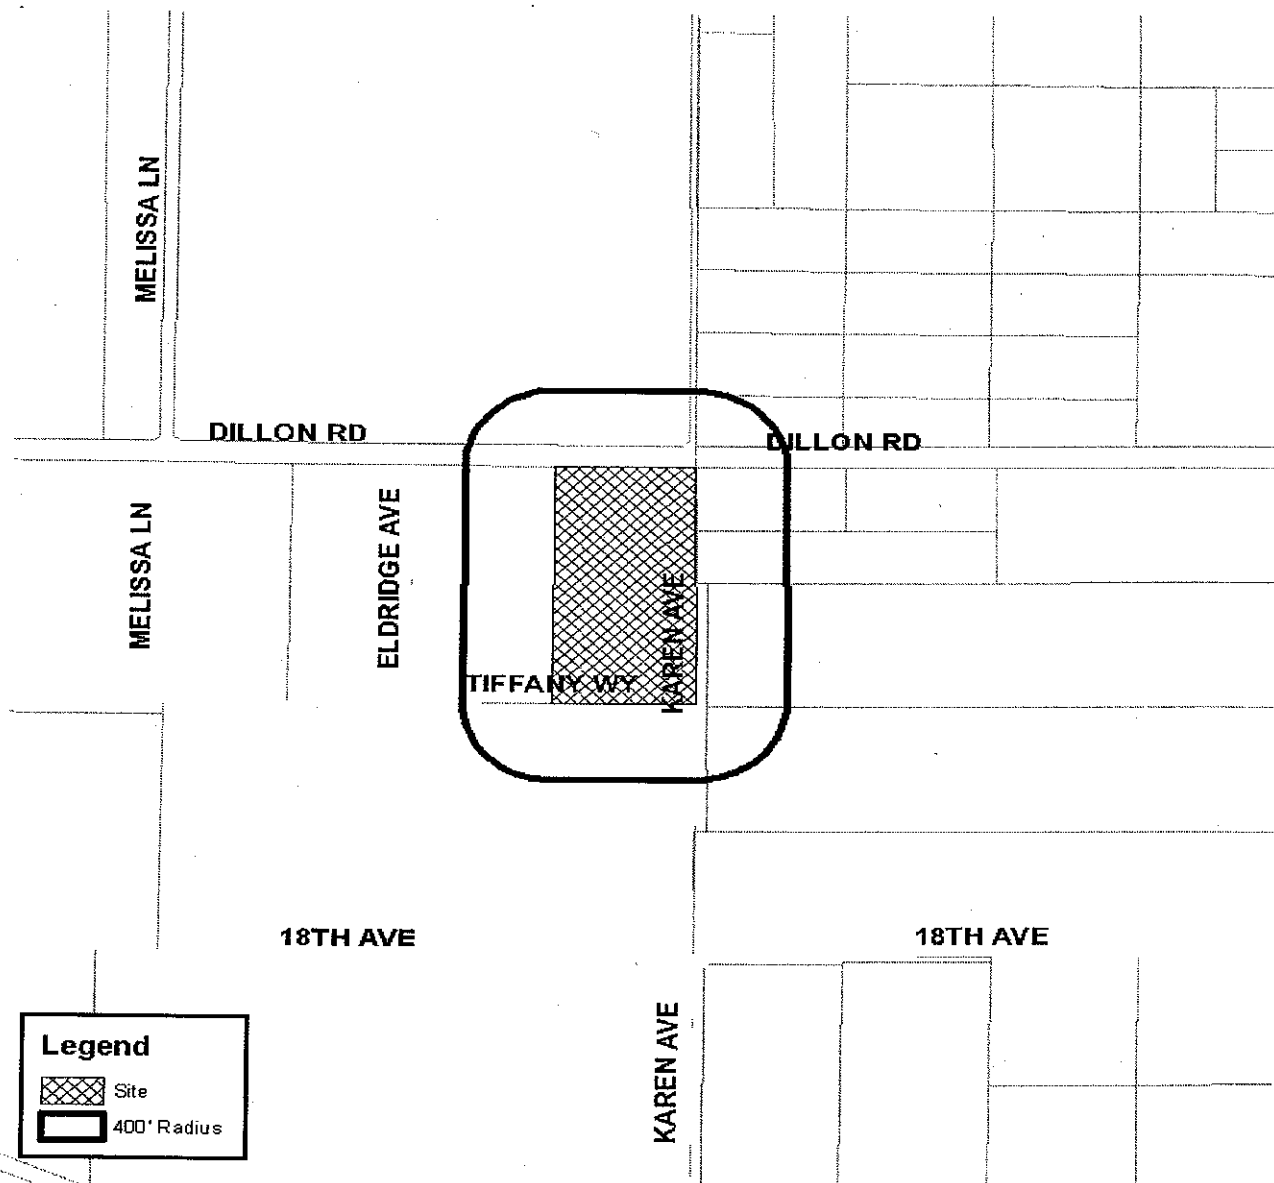 MELISSA LN
DILLON RD
DILLON RD
MELISSA LN
ELDRIDGE AVE
KAREN AVE
TIFFANY WY
18TH AVE
18TH AVE
KAREN AVE
Legend
Site
400' Radius